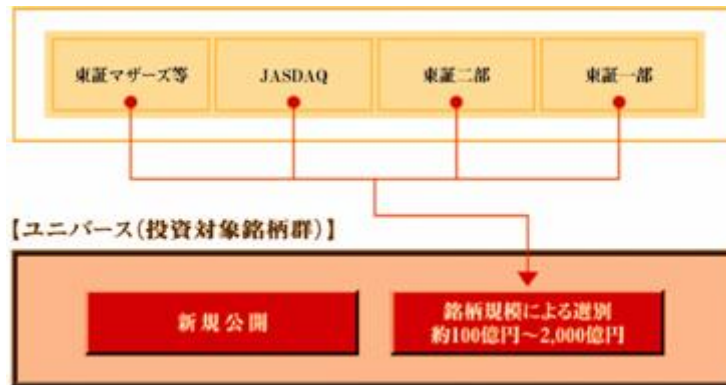 東証マザーズ等
JASDAQ
東証二部
東証一部
【ユニバース(投資対象銘柄群)】
新規公開
銘柄規模による選別
約100億円～2,000億円